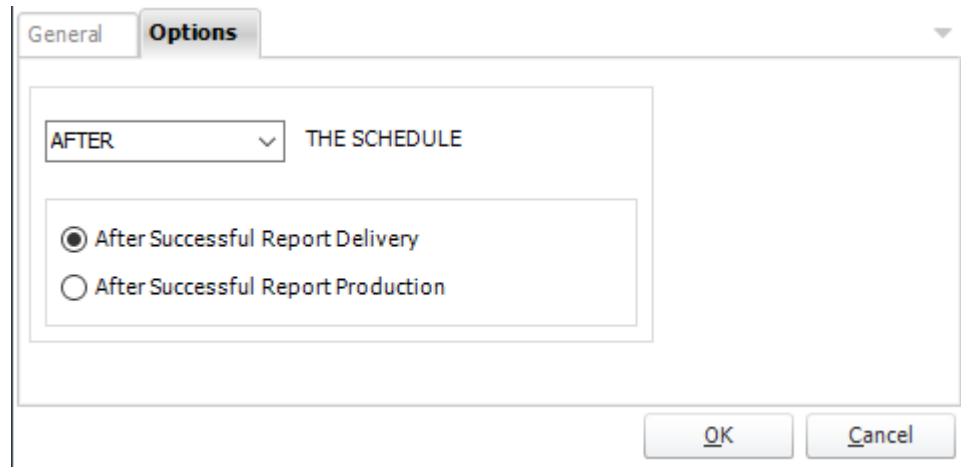 General Options
AFTER THE SCHEDULE
After Successful Report Delivery
After Successful Report Production
OK Cancel